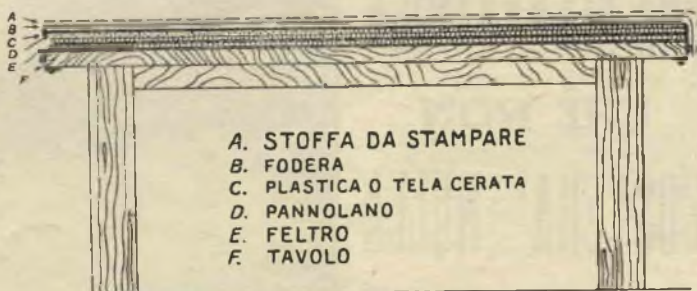 A
B
C
D
E
F
A. STOFFA DA STAMPARE
B. FODERA
C. PLASTICA O TELA CERATA
D. PANNOLANO
E. FELTRO
F. TAVOLO